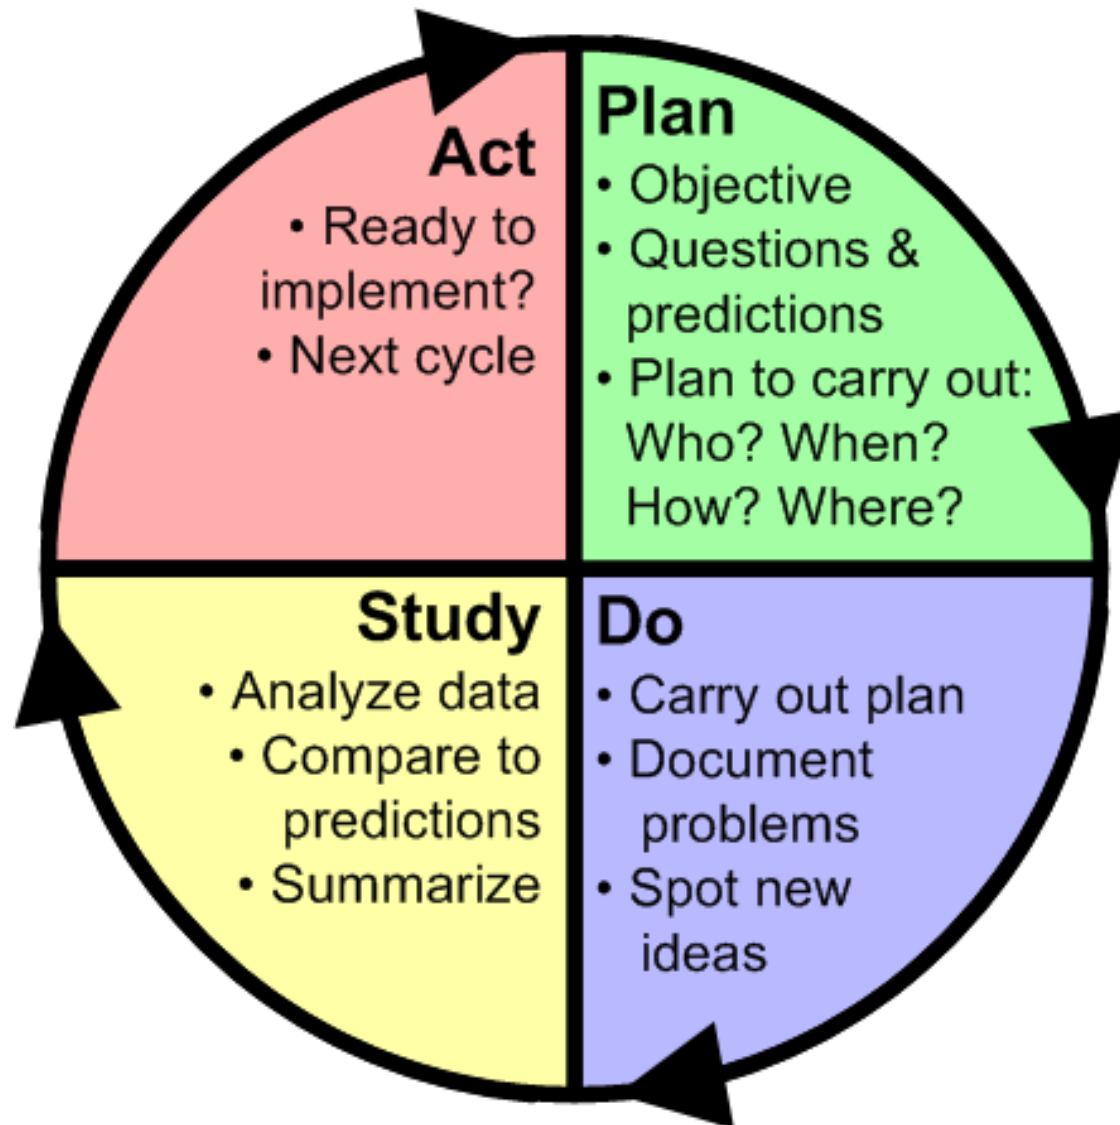 Act
• Ready to
implement?
• Next cycle
Plan
• Objective
• Questions &
predictions
• Plan to carry out:
Who? When?
How? Where?
Study
• Analyze data
• Compare to
predictions
• Summarize
Do
• Carry out plan
• Document
problems
• Spot new
ideas